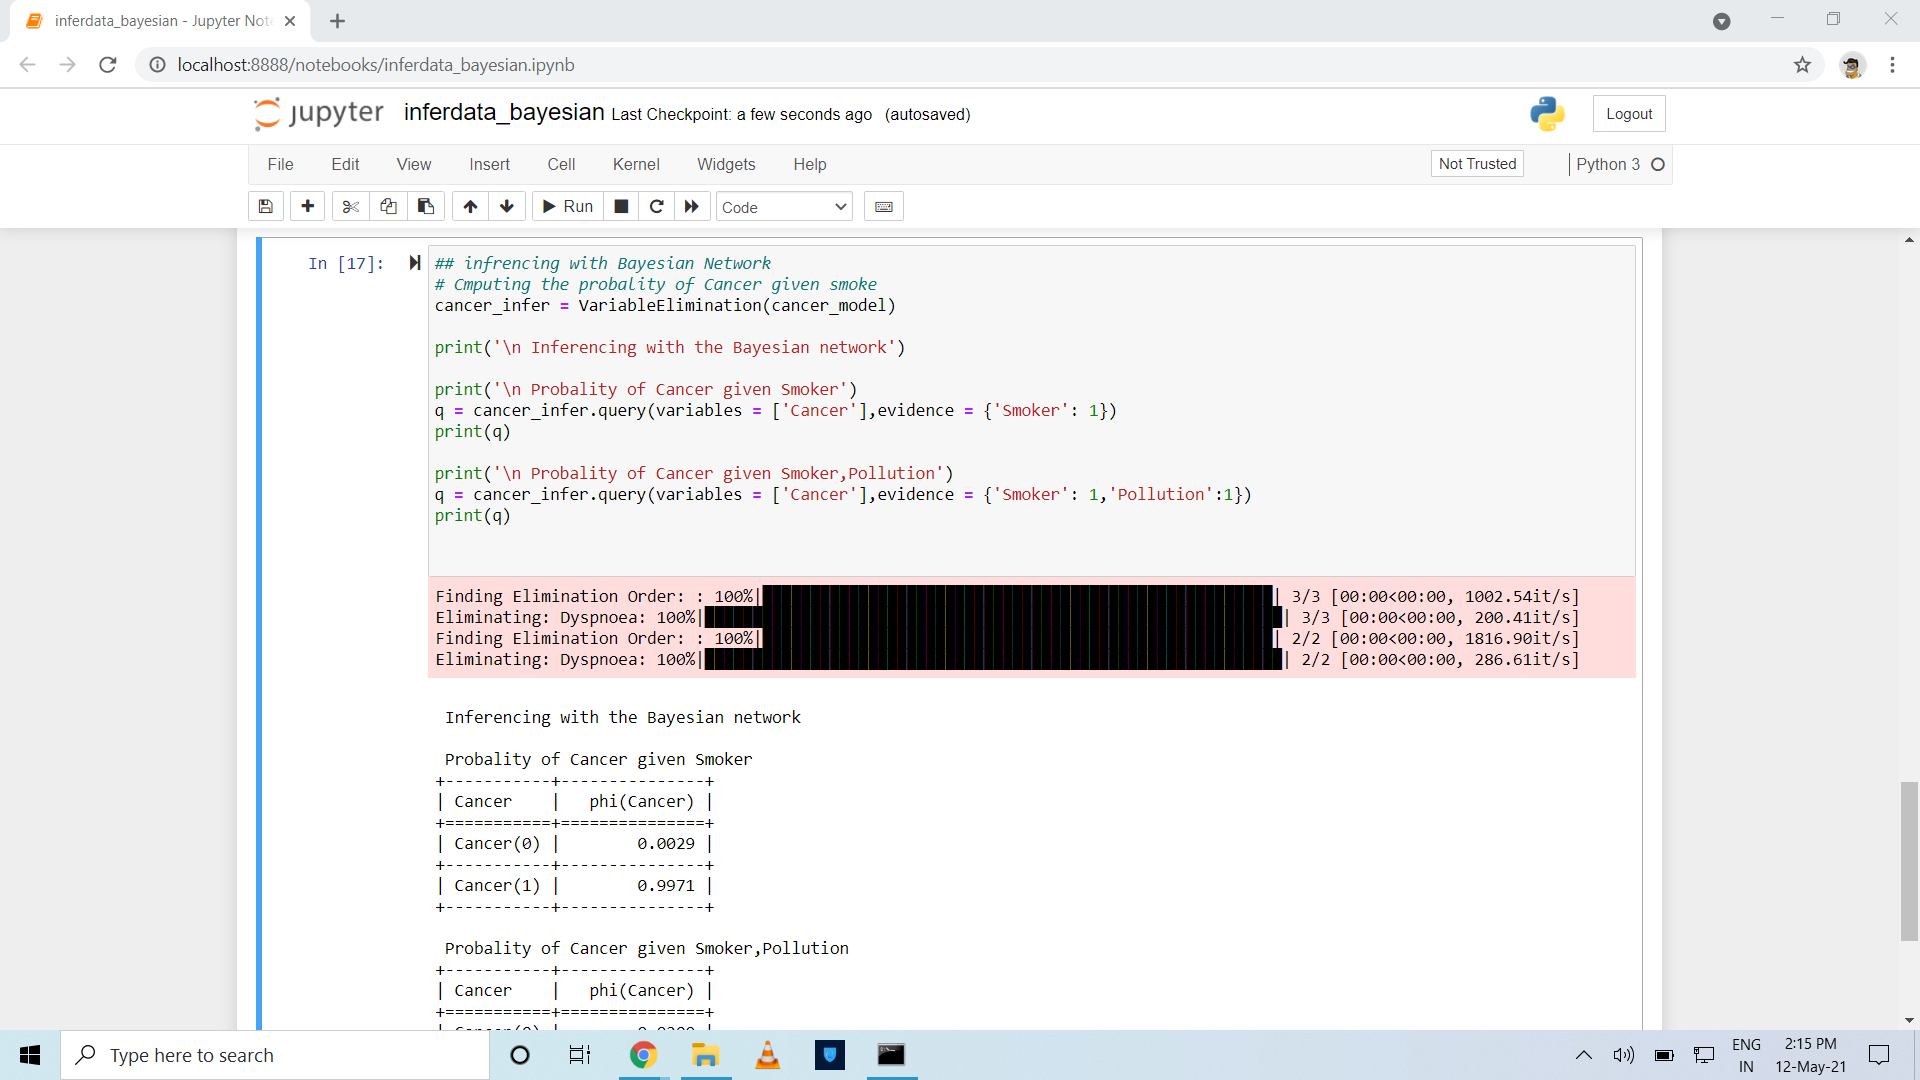 inferdata_bayesian - Jupyter Note
localhost:8888/notebooks/inferdata_bayesian.ipynb
jupyter inferdata_bayesian Last Checkpoint: a few seconds ago (autosaved)
Logout
File Edit View Insert Cell Kernel Widgets Help
Not Trusted
Python 3
Run
Code
In [17]:
## infrencing with Bayesian Network
# Cmputing the probality of Cancer given smoke
cancer_infer = VariableElimination(cancer_model)
print('\n Inferencing with the Bayesian network')
print('\n Probality of Cancer given Smoker')
q = cancer_infer.query(variables = ['Cancer'],evidence = {'Smoker': 1})
print(q)
print('\n Probality of Cancer given Smoker,Pollution')
q = cancer_infer.query(variables = ['Cancer'],evidence = {'Smoker': 1,'Pollution':1})
print(q)
Finding Elimination Order: : 100%| | 3/3 [00:00<00:00, 1002.54it/s]
Eliminating: Dyspnoea: 100%| | 3/3 [00:00<00:00, 200.41it/s]
Finding Elimination Order: : 100%| | 2/2 [00:00<00:00, 1816.90it/s]
Eliminating: Dyspnoea: 100%| | 2/2 [00:00<00:00, 286.61it/s]
Inferencing with the Bayesian network
Probality of Cancer given Smoker
+-----------+---------------+
| Cancer    |   phi(Cancer) |
+===========+===============+
| Cancer(0) |        0.0029 |
+-----------+---------------+
| Cancer(1) |        0.9971 |
+-----------+---------------+
Probality of Cancer given Smoker,Pollution
+-----------+---------------+
| Cancer    |   phi(Cancer) |
+===========+===============+
Type here to search
ENG
IN
2:15 PM
12-May-21